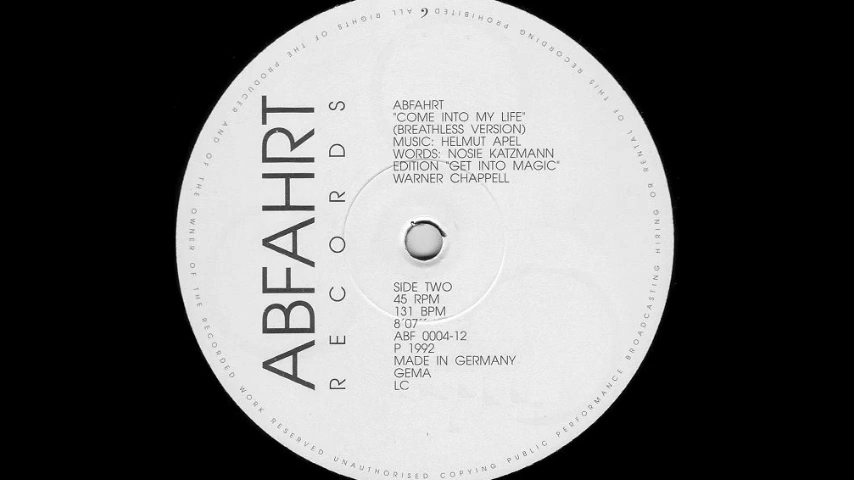 ABFAHRT
RECORDS
ABFAHRT
"COME INTO MY LIFE"
(BREATHLESS VERSION)
MUSIC: HELMUT APEL
WORDS: NOSIE KATZMANN
EDITION "GET INTO MAGIC"
WARNER CHAPPELL
SIDE TWO
45 RPM
131 BPM
8´07´´
ABF 0004-12
P 1992
MADE IN GERMANY
GEMA
LC
ALL RIGHTS OF THE PRODUCER AND OF THE OWNER OF THE RECORDED WORK RESERVED UNAUTHORISED COPYING PUBLIC PERFORMANCE BROADCASTING HIRING OR RENTAL OF THIS RECORDING PROHIBITED